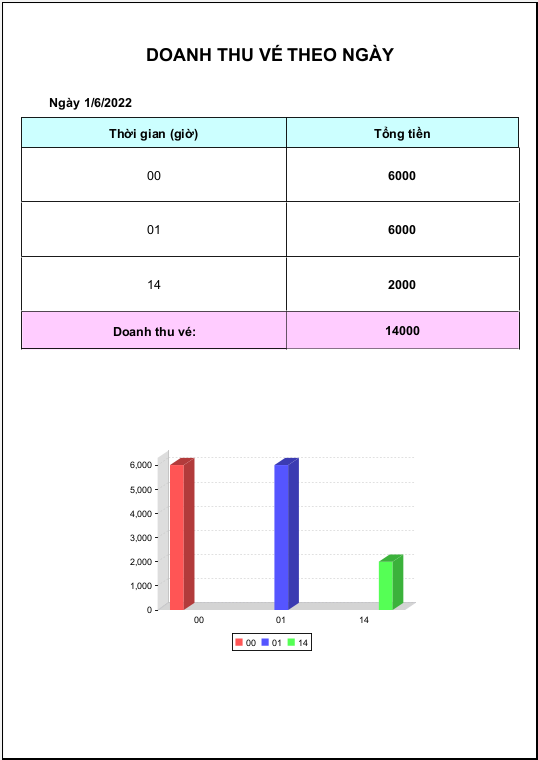 DOANH THU VÉ THEO NGÀY
Ngày 1/6/2022
Thời gian (giờ) Tổng tiền
00 6000
01 6000
14 2000
Doanh thu vé: 14000
6,000
5,000
4,000
3,000
2,000
1,000
0
00 01 14
00 01 14